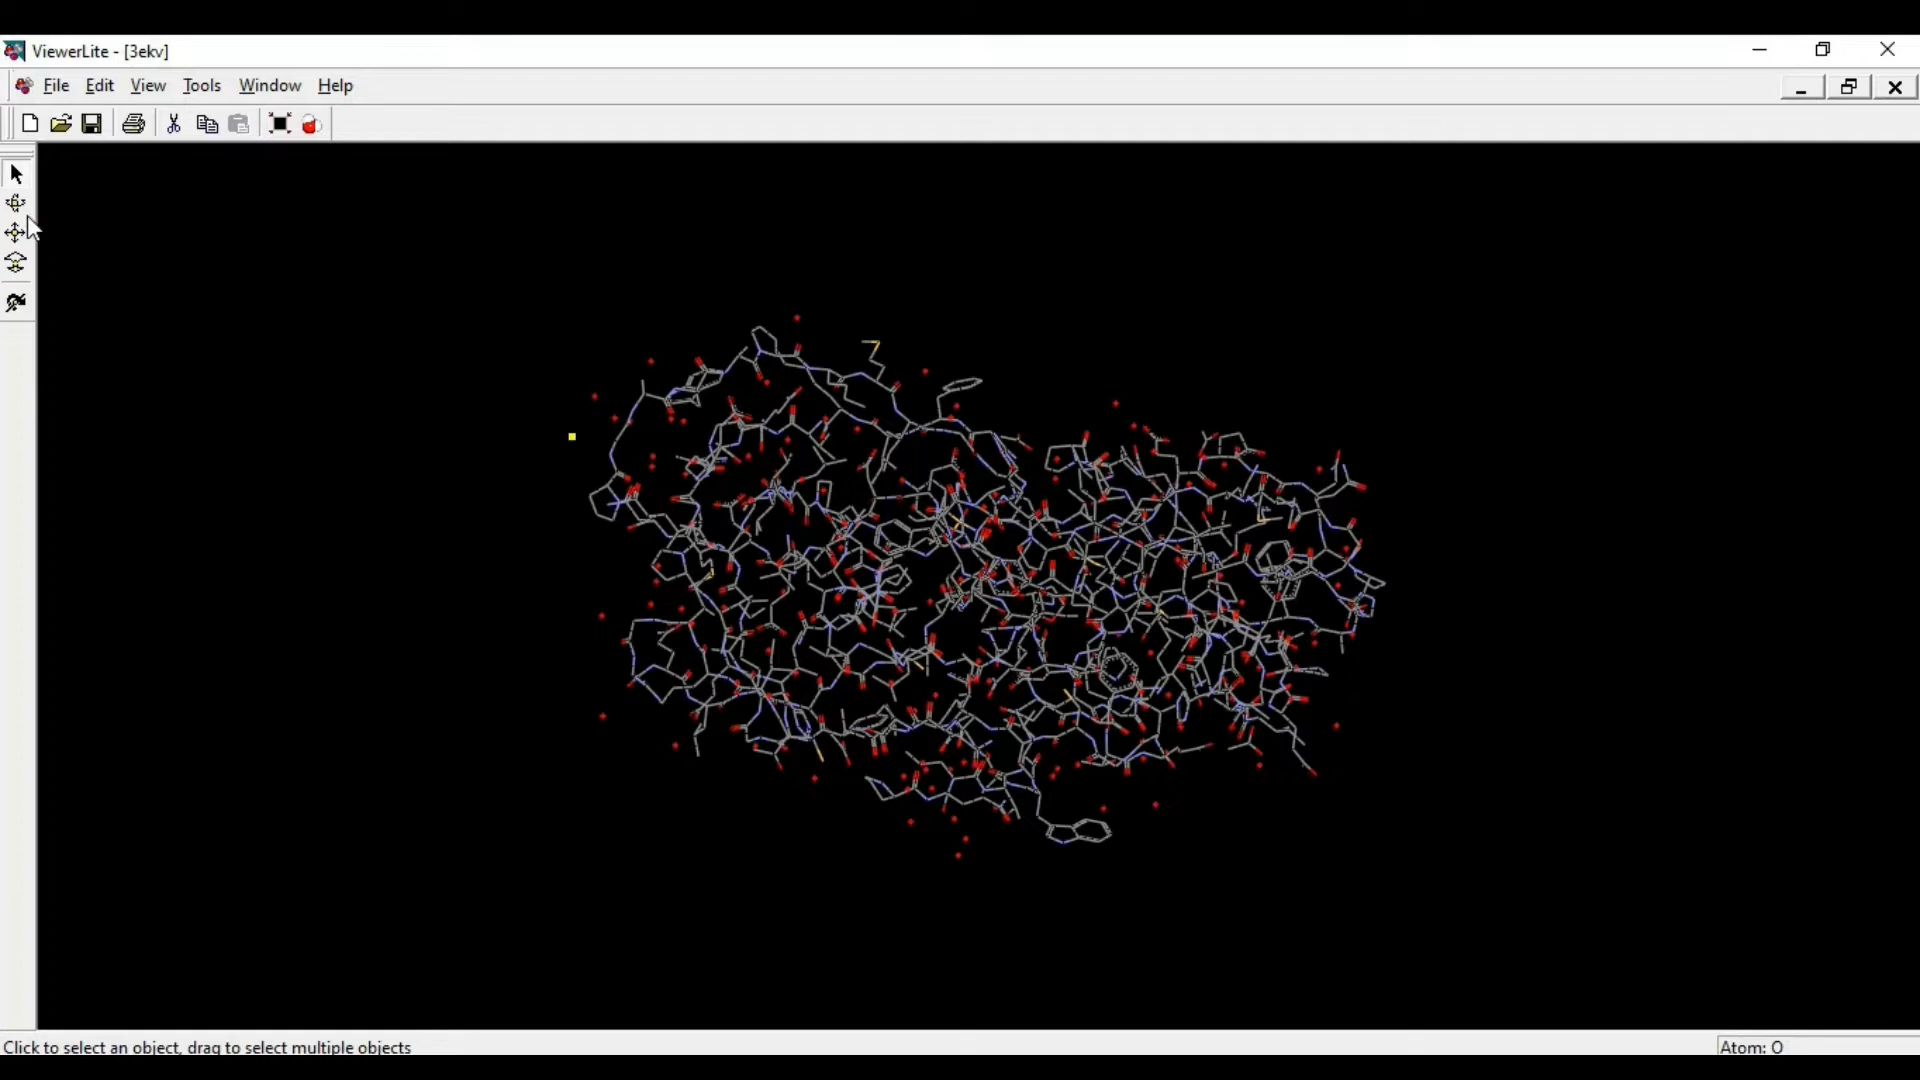 ViewerLite - [3ekv]
File Edit View Tools Window Help
Click to select an object, drag to select multiple objects
Atom: O